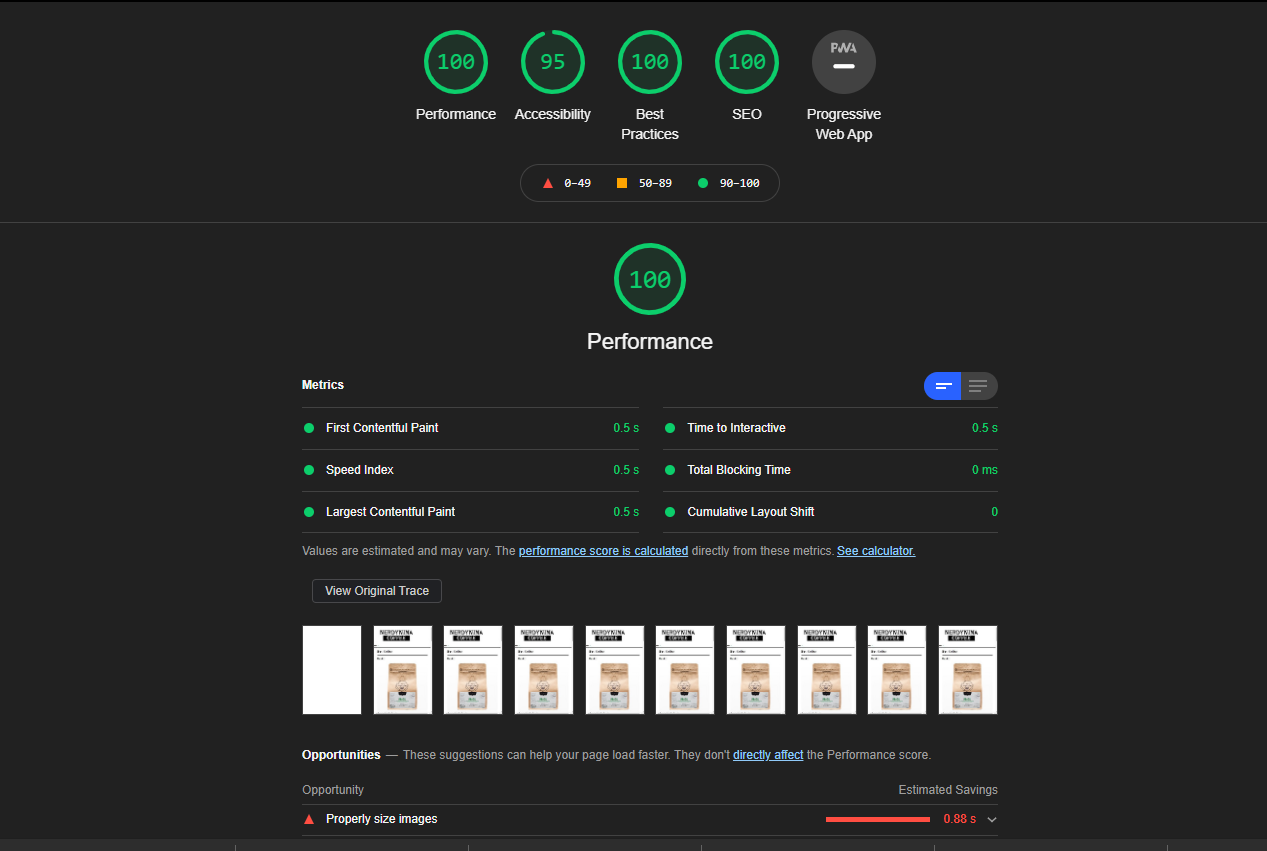 100
95
100
100
PWA
Performance
Accessibility
Best
Practices
SEO
Progressive
Web App
0–49
50–89
90–100
100
Performance
Metrics
First Contentful Paint 0.5 s
Time to Interactive 0.5 s
Speed Index 0.5 s
Total Blocking Time 0 ms
Largest Contentful Paint 0.5 s
Cumulative Layout Shift 0
Values are estimated and may vary. The performance score is calculated directly from these metrics. See calculator.
View Original Trace
Opportunities — These suggestions can help your page load faster. They don't directly affect the Performance score.
Opportunity Estimated Savings
Properly size images 0.88 s